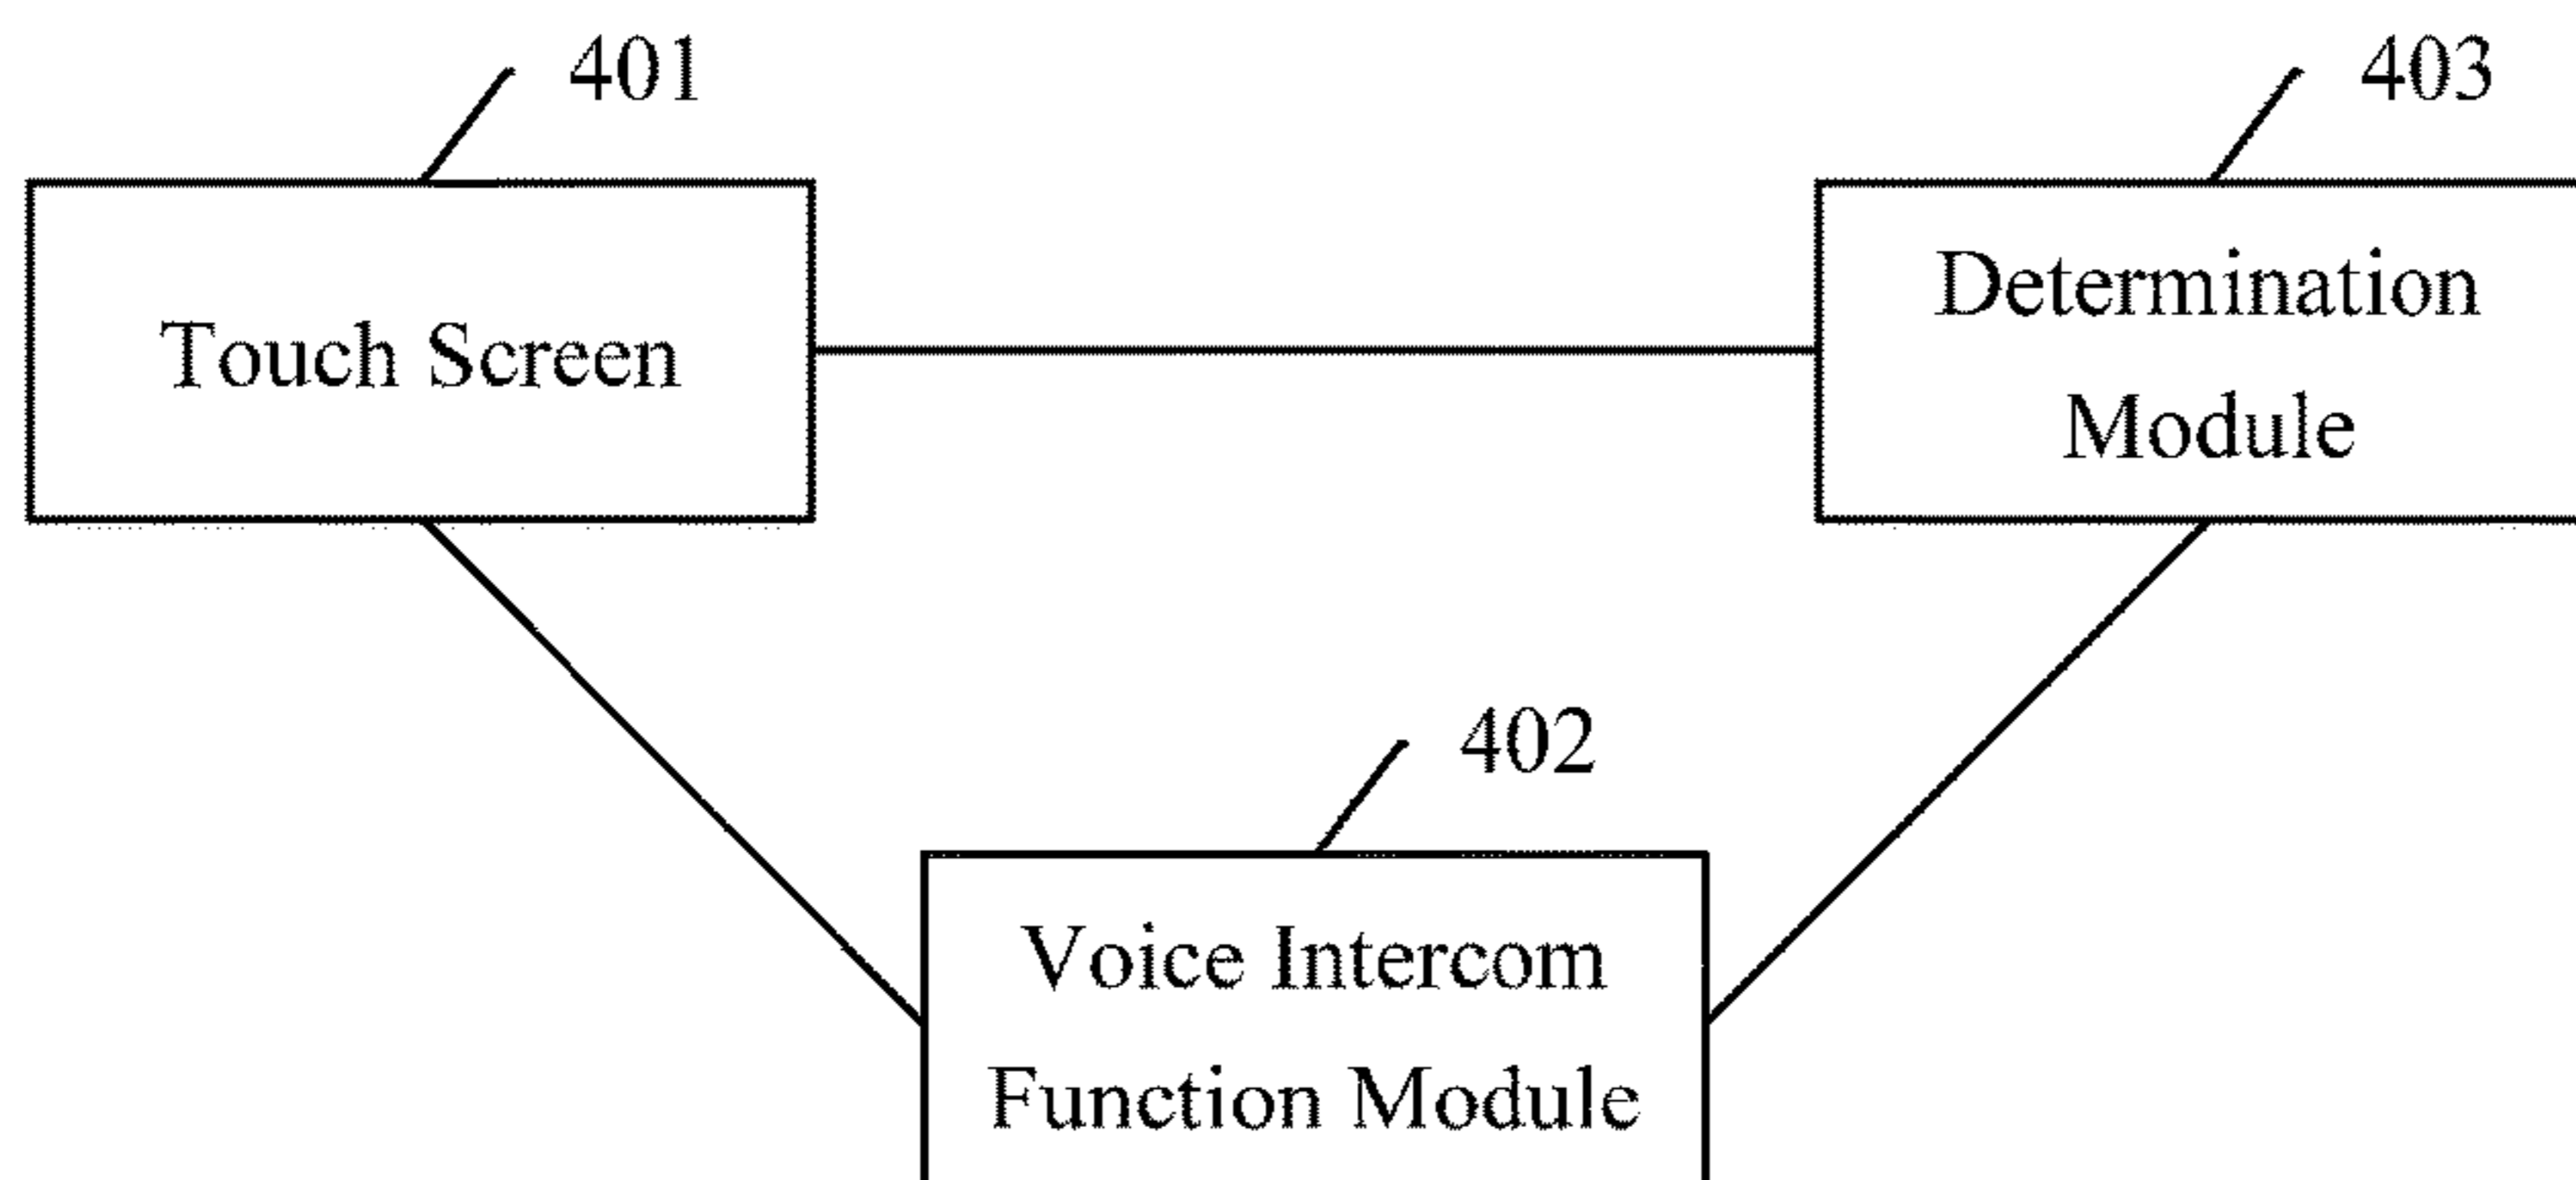 401
403
Touch Screen
Determination
Module
402
Voice Intercom
Function Module